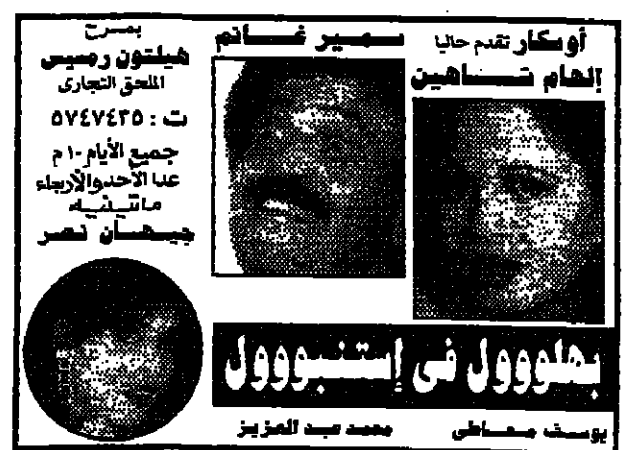 أوسكار تقدم حاليا
إلهام شاهين
سمير غانم
بمسرح
هيلتون رمسيس
الملحق التجارى
ت : ٥٧٤٧٤٣٥
جميع الأيام ١٠ م
عدا الأحد والأربعاء
ماتينيه
جيهان نصر
بهلووول فى إستنبووول
يوسف معاطى
محمد عبد العزيز